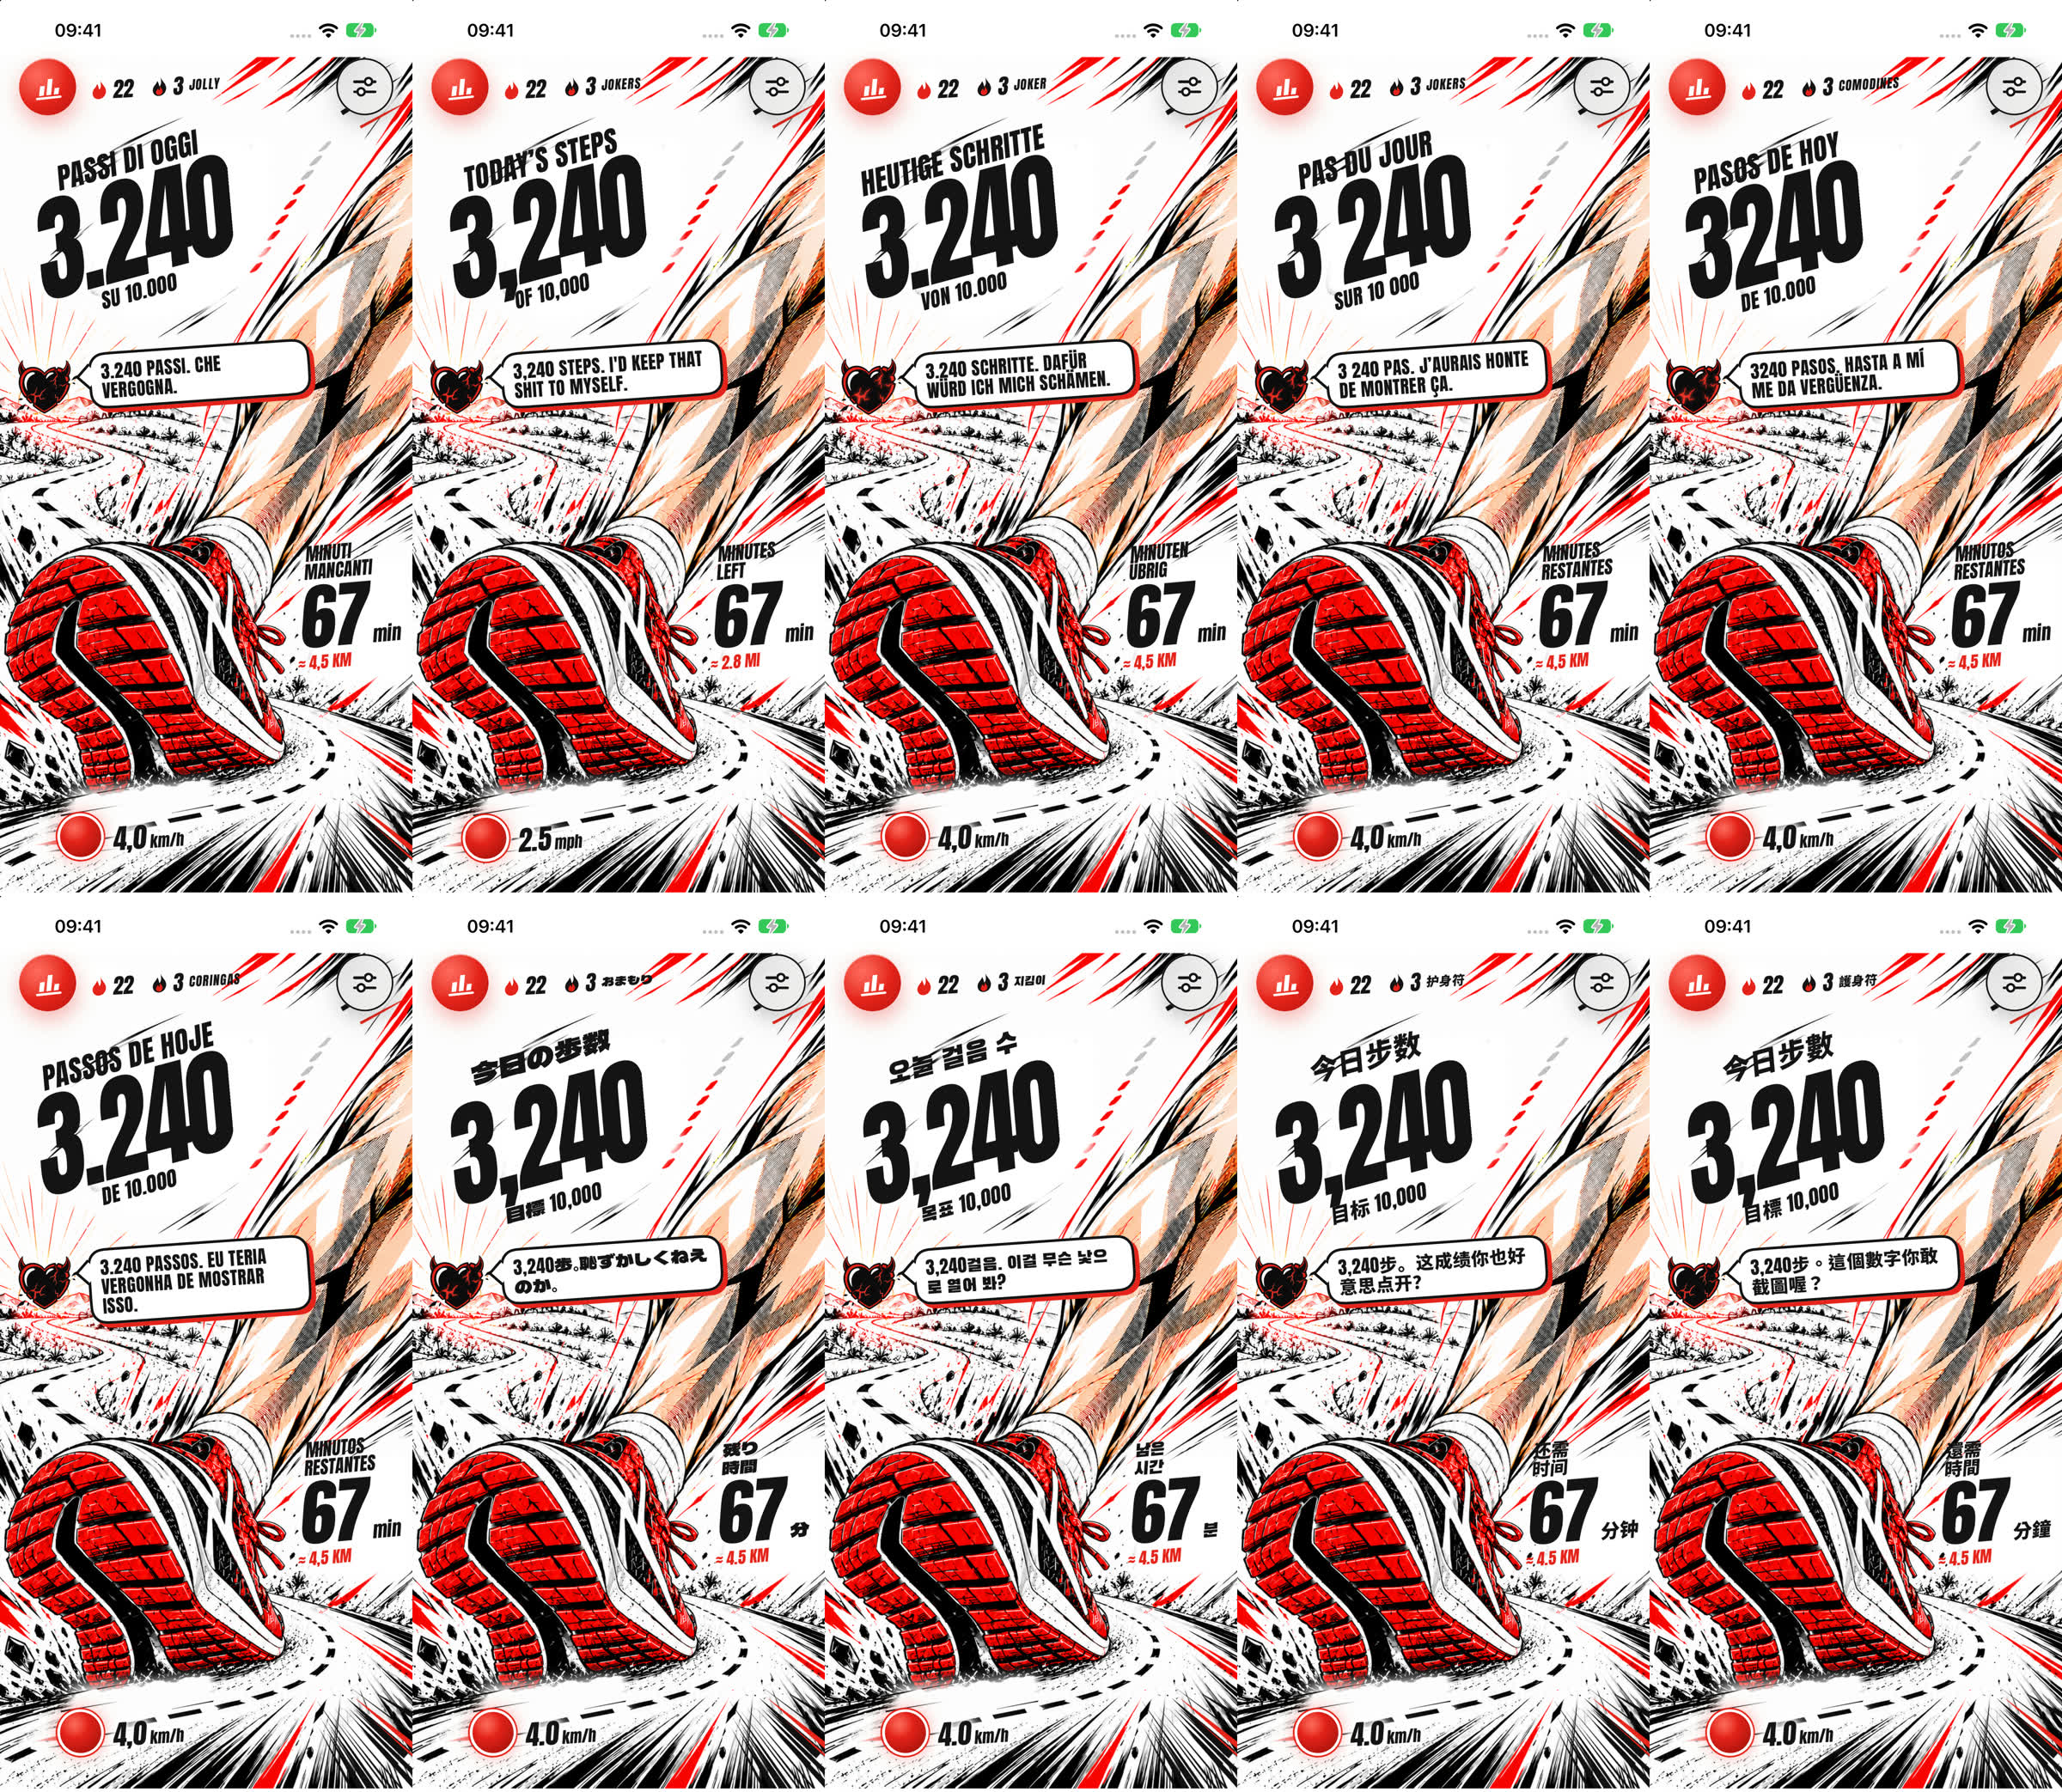 09:41
22 3 JOLLY
PASSI DI OGGI
3.240
SU 10.000
3.240 PASSI. CHE
VERGOGNA.
MINUTI
MANCANTI
67 min
≈ 4,5 KM
4,0 km/h
09:41
22 3 JOKERS
TODAY'S STEPS
3,240
OF 10,000
3,240 STEPS. I'D KEEP THAT
SHIT TO MYSELF.
MINUTES
LEFT
67 min
≈ 2.8 MI
2.5 mph
09:41
22 3 JOKER
HEUTIGE SCHRITTE
3.240
VON 10.000
3.240 SCHRITTE. DAFÜR
WÜRD ICH MICH SCHÄMEN.
MINUTEN
ÜBRIG
67 min
≈ 4,5 KM
4,0 km/h
09:41
22 3 JOKERS
PAS DU JOUR
3 240
SUR 10 000
3 240 PAS. J'AURAIS HONTE
DE MONTRER ÇA.
MINUTES
RESTANTES
67 min
≈ 4,5 KM
4,0 km/h
09:41
22 3 COMODINES
PASOS DE HOY
3240
DE 10.000
3240 PASOS. HASTA A MÍ
ME DA VERGÜENZA.
MINUTOS
RESTANTES
67 min
≈ 4,5 KM
4,0 km/h
09:41
22 3 CORINGAS
PASSOS DE HOJE
3.240
DE 10.000
3.240 PASSOS. EU TERIA
VERGONHA DE MOSTRAR
ISSO.
MINUTOS
RESTANTES
67 min
≈ 4,5 KM
4,0 km/h
09:41
22 3 おまもり
今日の歩数
3,240
目標 10,000
3,240歩。恥ずかしくねえ
のか。
残り
時間
67 分
≈ 4.5 KM
4.0 km/h
09:41
22 3 지킴이
오늘 걸음 수
3,240
목표 10,000
3,240걸음. 이걸 무슨 낯으
로 열어 봐?
남은
시간
67 분
≈ 4.5 KM
4.0 km/h
09:41
22 3 护身符
今日步数
3,240
目标 10,000
3,240步。这成绩你也好
意思点开？
还需
时间
67 分钟
≈ 4.5 KM
4.0 km/h
09:41
22 3 護身符
今日步數
3,240
目標 10,000
3,240步。這個數字你敢
截圖喔？
還需
時間
67 分鐘
≈ 4.5 KM
4.0 km/h